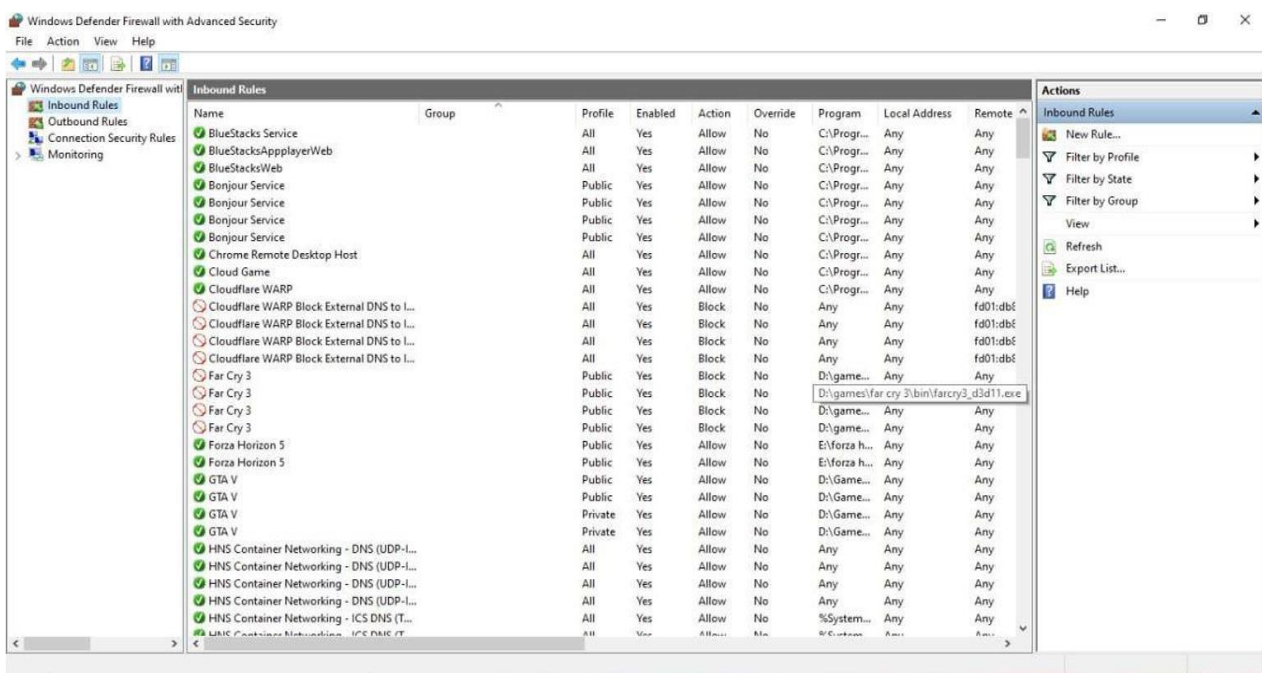 Windows Defender Firewall with Advanced Security
File Action View Help
Windows Defender Firewall witl
Inbound Rules
Outbound Rules
Connection Security Rules
Monitoring
Inbound Rules
Name Group Profile Enabled Action Override Program Local Address Remote
BlueStacks Service All Yes Allow No C:\Progr... Any Any
BlueStacksAppplayerWeb All Yes Allow No C:\Progr... Any Any
BlueStacksWeb All Yes Allow No C:\Progr... Any Any
Bonjour Service Public Yes Allow No C:\Progr... Any Any
Bonjour Service Public Yes Allow No C:\Progr... Any Any
Bonjour Service Public Yes Allow No C:\Progr... Any Any
Bonjour Service Public Yes Allow No C:\Progr... Any Any
Chrome Remote Desktop Host All Yes Allow No C:\Progr... Any Any
Cloud Game All Yes Allow No C:\Progr... Any Any
Cloudflare WARP All Yes Allow No C:\Progr... Any Any
Cloudflare WARP Block External DNS to I... All Yes Block No Any Any fd01:db8
Cloudflare WARP Block External DNS to I... All Yes Block No Any Any fd01:db8
Cloudflare WARP Block External DNS to I... All Yes Block No Any Any fd01:db8
Cloudflare WARP Block External DNS to I... All Yes Block No Any Any fd01:db8
Far Cry 3 Public Yes Block No D:\game... Any Any
Far Cry 3 Public Yes Block No D:\games\far cry 3\bin\farcry3_d3d11.exe
Far Cry 3 Public Yes Block No D:\game... Any Any
Far Cry 3 Public Yes Block No D:\game... Any Any
Forza Horizon 5 Public Yes Allow No E:\forza h... Any Any
Forza Horizon 5 Public Yes Allow No E:\forza h... Any Any
GTA V Public Yes Allow No D:\Game... Any Any
GTA V Public Yes Allow No D:\Game... Any Any
GTA V Private Yes Allow No D:\Game... Any Any
GTA V Private Yes Allow No D:\Game... Any Any
HNS Container Networking - DNS (UDP-I... All Yes Allow No Any Any Any
HNS Container Networking - DNS (UDP-I... All Yes Allow No Any Any Any
HNS Container Networking - DNS (UDP-I... All Yes Allow No Any Any Any
HNS Container Networking - DNS (UDP-I... All Yes Allow No Any Any Any
HNS Container Networking - ICS DNS (T... All Yes Allow No %System... Any Any
Actions
Inbound Rules
New Rule...
Filter by Profile
Filter by State
Filter by Group
View
Refresh
Export List...
Help